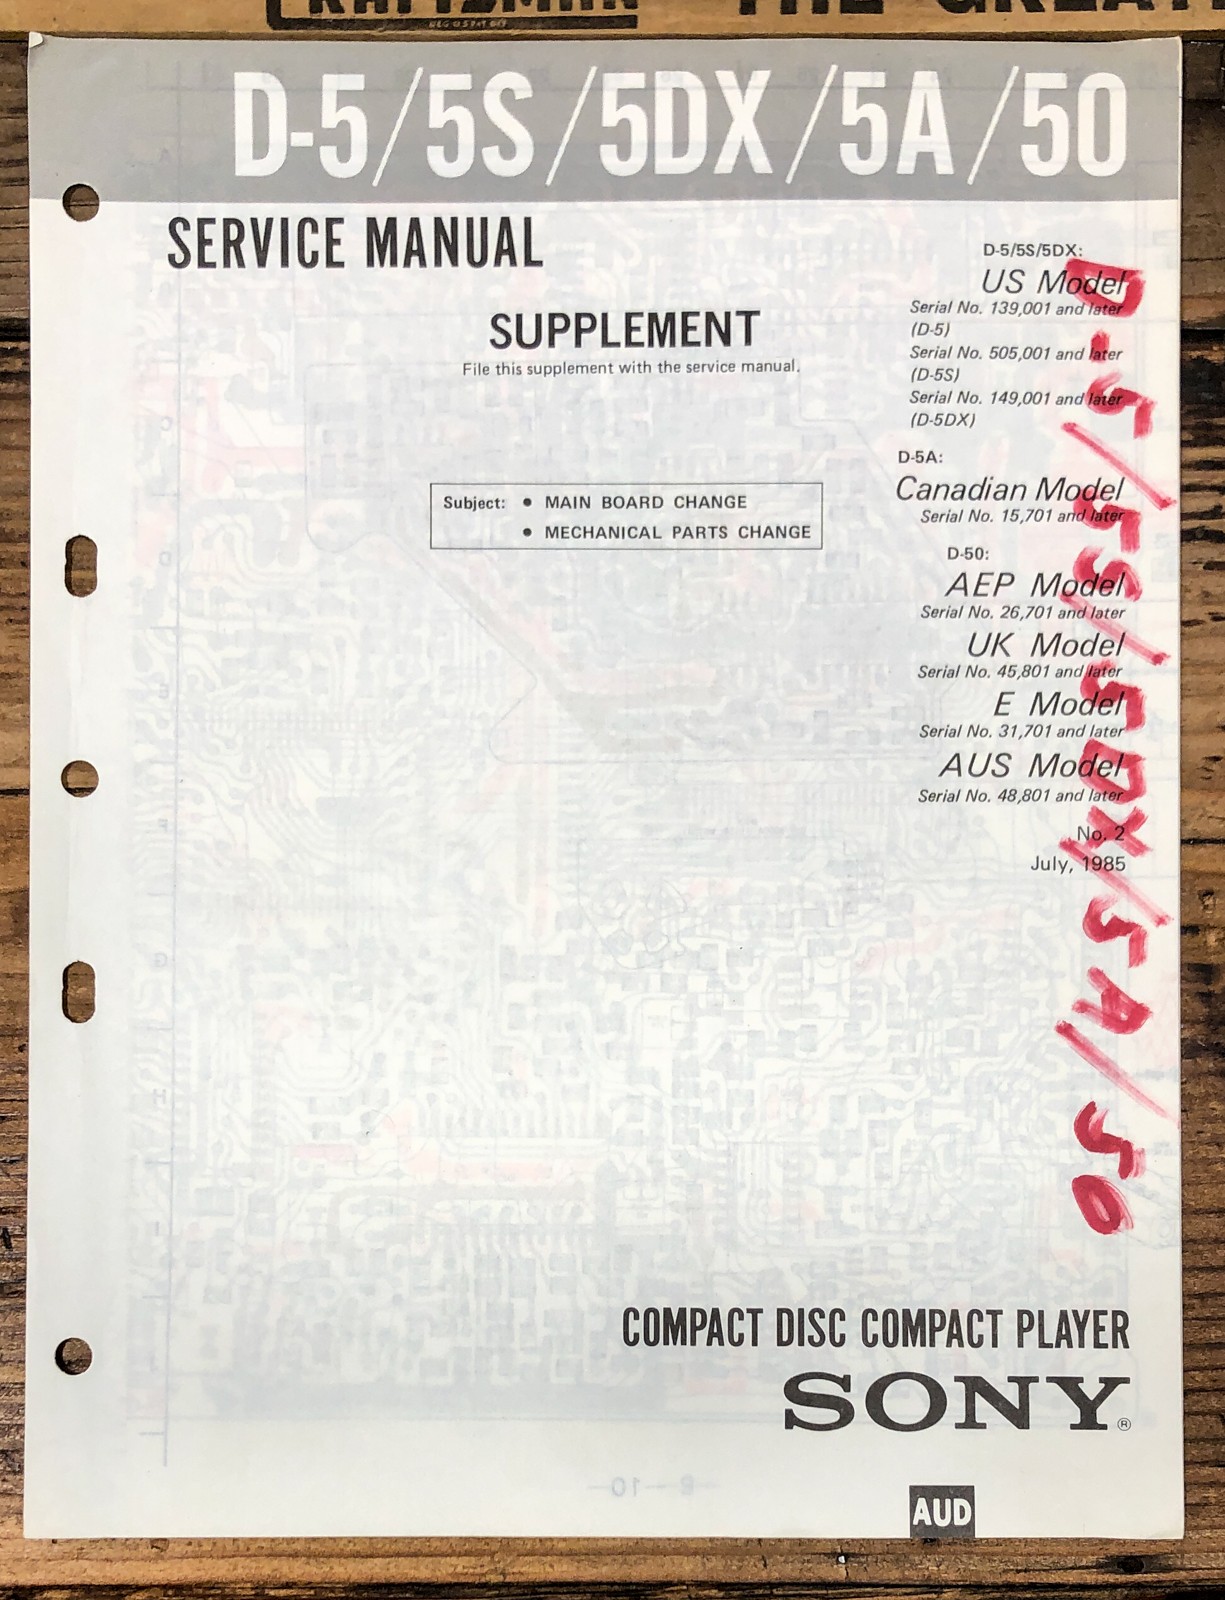 D-5/5S/5DX/5A/50
SERVICE MANUAL
SUPPLEMENT
File this supplement with the service manual.
Subject: • MAIN BOARD CHANGE
• MECHANICAL PARTS CHANGE
D-5/5S/5DX:
US Model
Serial No. 139,001 and later
(D-5)
Serial No. 505,001 and later
(D-5S)
Serial No. 149,001 and later
(D-5DX)
D-5A:
Canadian Model
Serial No. 15,701 and later
D-50:
AEP Model
Serial No. 26,701 and later
UK Model
Serial No. 45,801 and later
E Model
Serial No. 31,701 and later
AUS Model
Serial No. 48,801 and later
No. 2
July, 1985
D-5/5S/5DX/5A/50
COMPACT DISC COMPACT PLAYER
SONY®
AUD